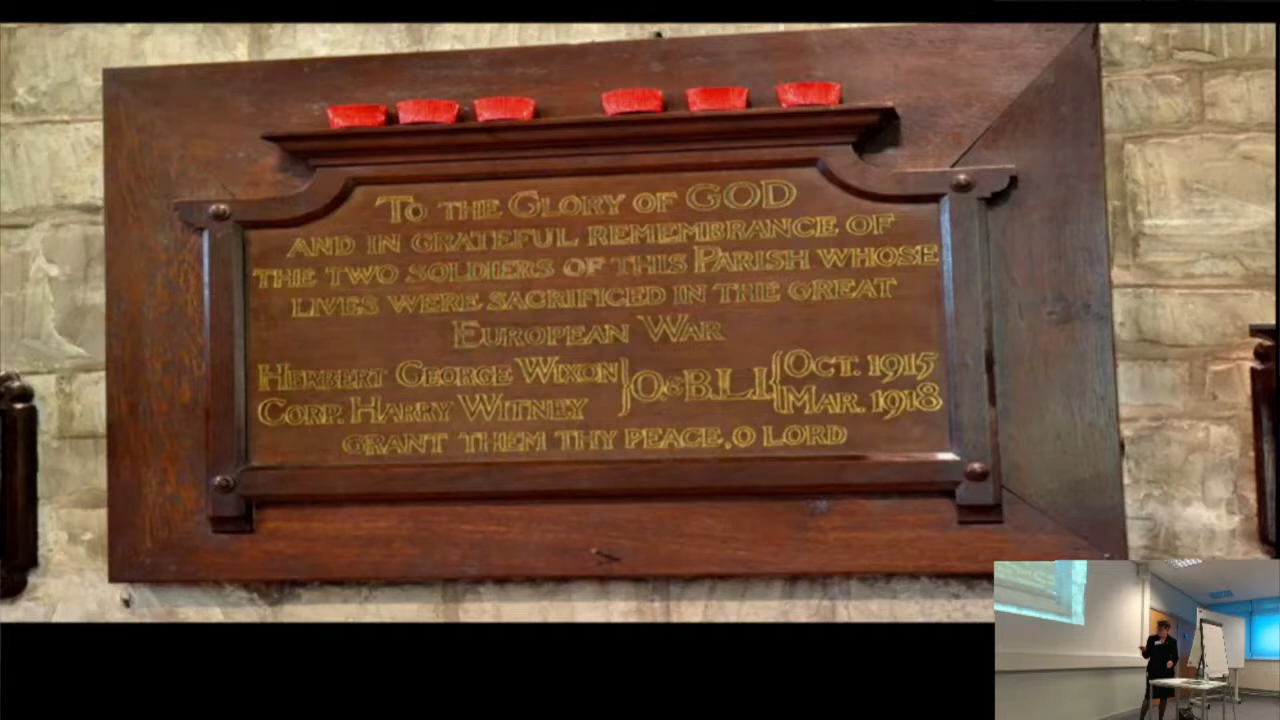 To the Glory of GOD
and in grateful remembrance of
the two soldiers of this Parish whose
lives were sacrificed in the Great
European War
Herbert George Wixon } O. & B. L. I. { Oct. 1915
Corp. Harry Witney } { Mar. 1918
grant them thy peace, O Lord